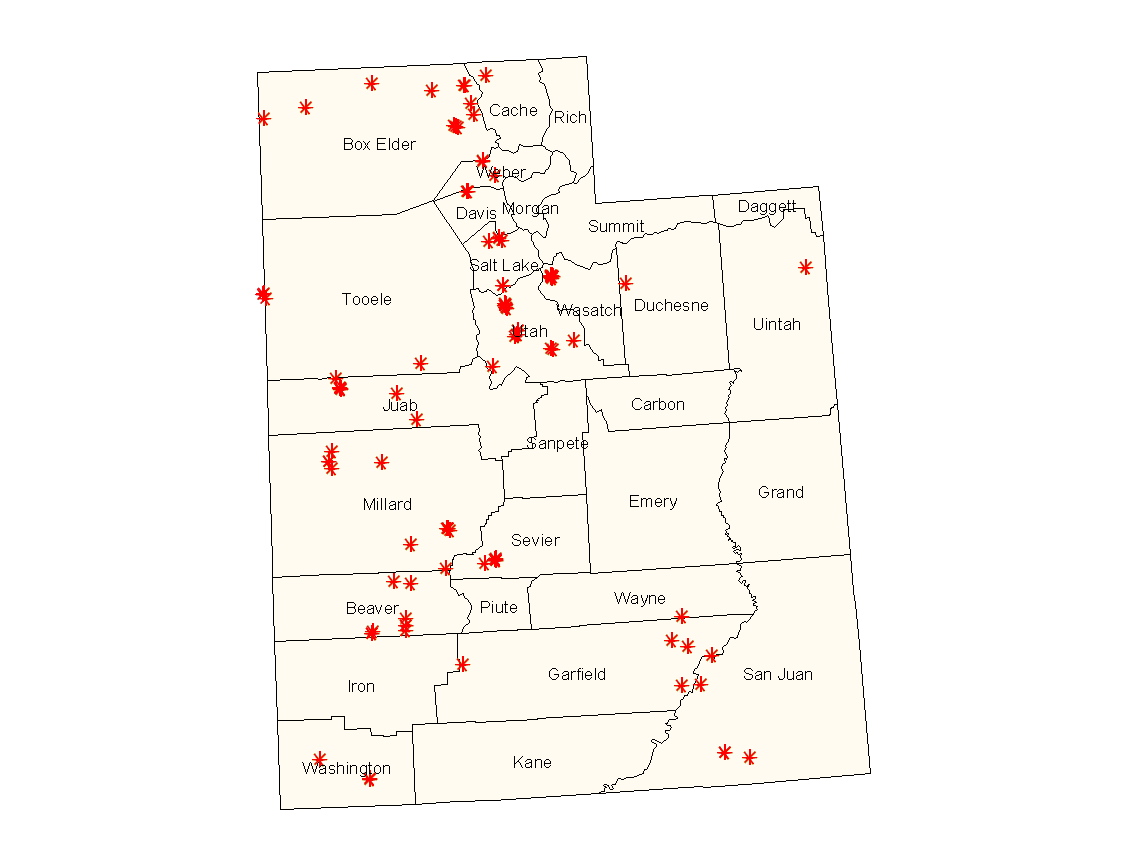 Cache
Rich
Box Elder
Weber
Daggett
Davis
Morgan
Summit
Salt Lake
Tooele
Wasatch
Duchesne
Uintah
Utah
Juab
Carbon
Sanpete
Millard
Emery
Grand
Sevier
Beaver
Piute
Wayne
Iron
Garfield
San Juan
Washington
Kane